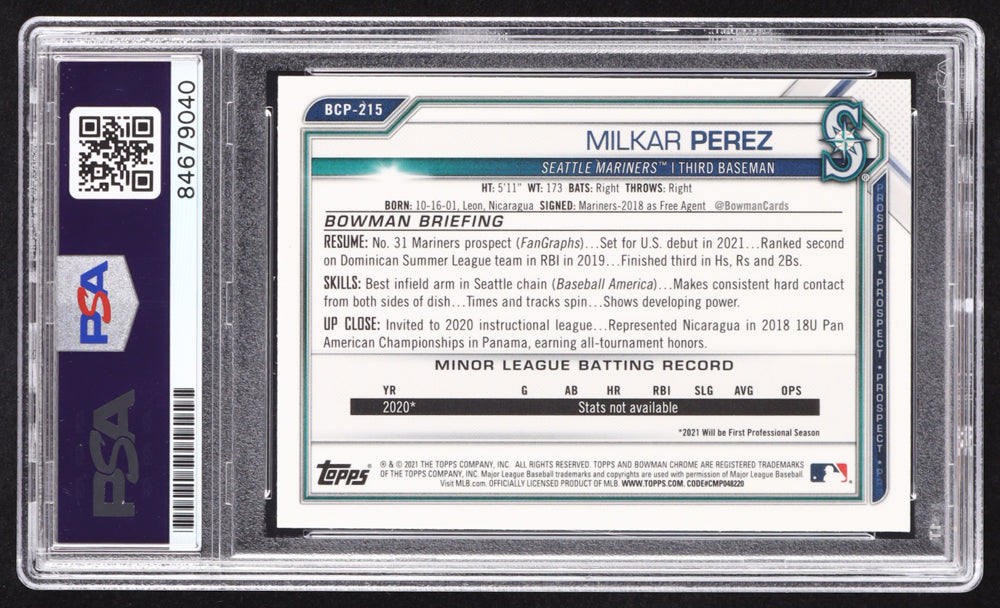 84679040
PSA
PSA
BCP-215
MILKAR PEREZ
SEATTLE MARINERS™ | THIRD BASEMAN
HT: 5'11" WT: 173 BATS: Right THROWS: Right
BORN: 10-16-01, Leon, Nicaragua SIGNED: Mariners-2018 as Free Agent @BowmanCards
BOWMAN BRIEFING
RESUME: No. 31 Mariners prospect (FanGraphs)...Set for U.S. debut in 2021...Ranked second
on Dominican Summer League team in RBI in 2019...Finished third in Hs, Rs and 2Bs.
SKILLS: Best infield arm in Seattle chain (Baseball America)...Makes consistent hard contact
from both sides of dish...Times and tracks spin...Shows developing power.
UP CLOSE: Invited to 2020 instructional league...Represented Nicaragua in 2018 18U Pan
American Championships in Panama, earning all-tournament honors.
MINOR LEAGUE BATTING RECORD
YR G AB HR RBI SLG AVG OPS
2020* Stats not available
*2021 Will be First Professional Season
Topps® ® & © 2021 THE TOPPS COMPANY, INC. ALL RIGHTS RESERVED. TOPPS AND BOWMAN CHROME ARE REGISTERED TRADEMARKS
OF THE TOPPS COMPANY, INC. Major League Baseball trademarks and copyrights are used with permission of Major League Baseball.
Visit MLB.com. OFFICIALLY LICENSED PRODUCT OF MLB. WWW.TOPPS.COM. CODE#CMP048220
PROSPECT • PROSPECT • PROSPECT • PROSPECT